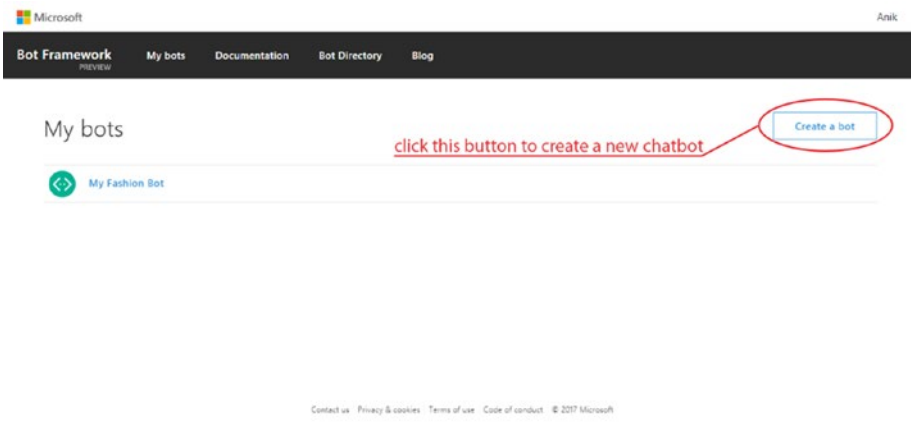 Microsoft
Anik
Bot Framework
PREVIEW
My bots
Documentation
Bot Directory
Blog
My bots
Create a bot
click this button to create a new chatbot
My Fashion Bot
Contact us Privacy & cookies Terms of use Code of conduct © 2017 Microsoft